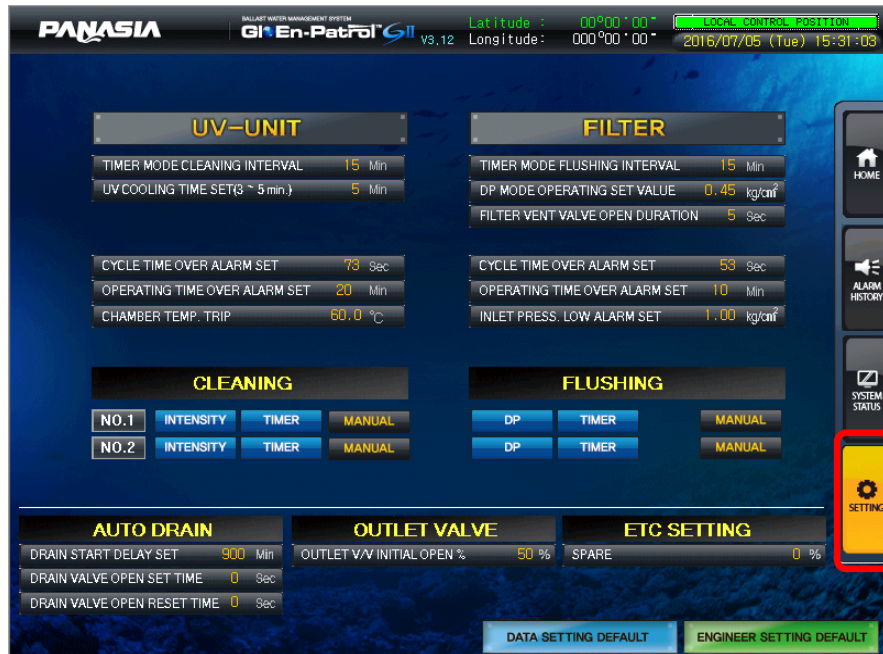 PANASIA
BALLAST WATER MANAGEMENT SYSTEM
GloEn-Patrol™ GII V3,12
Latitude : 00º00'00"
Longitude: 000º00'00"
LOCAL CONTROL POSITION
2016/07/05 (Tue) 15:31:03
UV-UNIT
TIMER MODE CLEANING INTERVAL 15 Min
UV COOLING TIME SET(3 ~ 5 min.) 5 Min
CYCLE TIME OVER ALARM SET 73 Sec
OPERATING TIME OVER ALARM SET 20 Min
CHAMBER TEMP. TRIP 60.0 ℃
FILTER
TIMER MODE FLUSHING INTERVAL 15 Min
DP MODE OPERATING SET VALUE 0.45 kg/cm²
FILTER VENT VALVE OPEN DURATION 5 Sec
CYCLE TIME OVER ALARM SET 53 Sec
OPERATING TIME OVER ALARM SET 10 Min
INLET PRESS. LOW ALARM SET 1.00 kg/cm²
CLEANING
NO.1 INTENSITY TIMER MANUAL
NO.2 INTENSITY TIMER MANUAL
FLUSHING
DP TIMER MANUAL
DP TIMER MANUAL
HOME
ALARM
HISTORY
SYSTEM
STATUS
SETTING
AUTO DRAIN
DRAIN START DELAY SET 900 Min
DRAIN VALVE OPEN SET TIME 0 Sec
DRAIN VALVE OPEN RESET TIME 0 Sec
OUTLET VALVE
OUTLET V/V INITIAL OPEN % 50 %
ETC SETTING
SPARE 0 %
DATA SETTING DEFAULT
ENGINEER SETTING DEFAULT